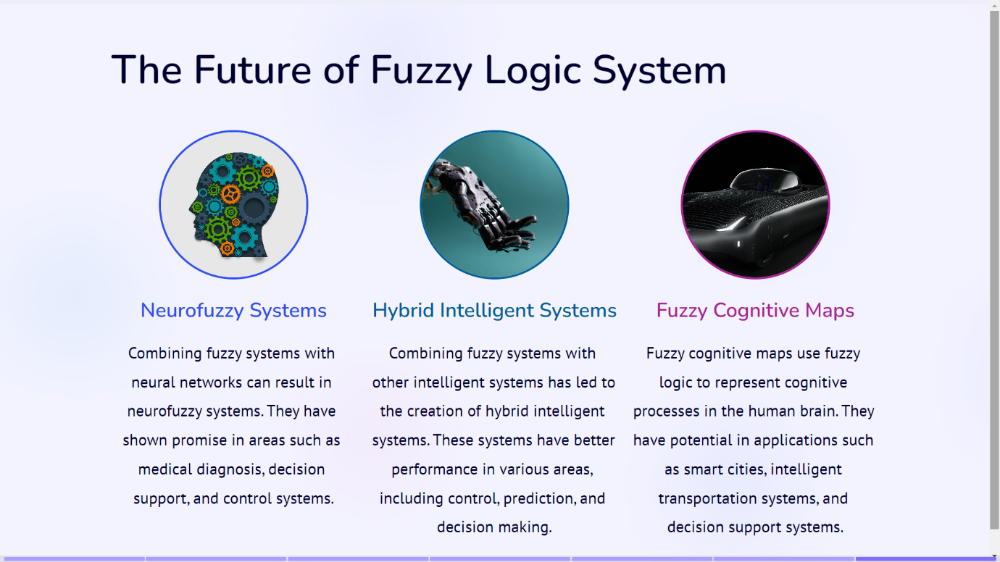 The Future of Fuzzy Logic System
Neurofuzzy Systems
Combining fuzzy systems with
neural networks can result in
neurofuzzy systems. They have
shown promise in areas such as
medical diagnosis, decision
support, and control systems.
Hybrid Intelligent Systems
Combining fuzzy systems with
other intelligent systems has led to
the creation of hybrid intelligent
systems. These systems have better
performance in various areas,
including control, prediction, and
decision making.
Fuzzy Cognitive Maps
Fuzzy cognitive maps use fuzzy
logic to represent cognitive
processes in the human brain. They
have potential in applications such
as smart cities, intelligent
transportation systems, and
decision support systems.